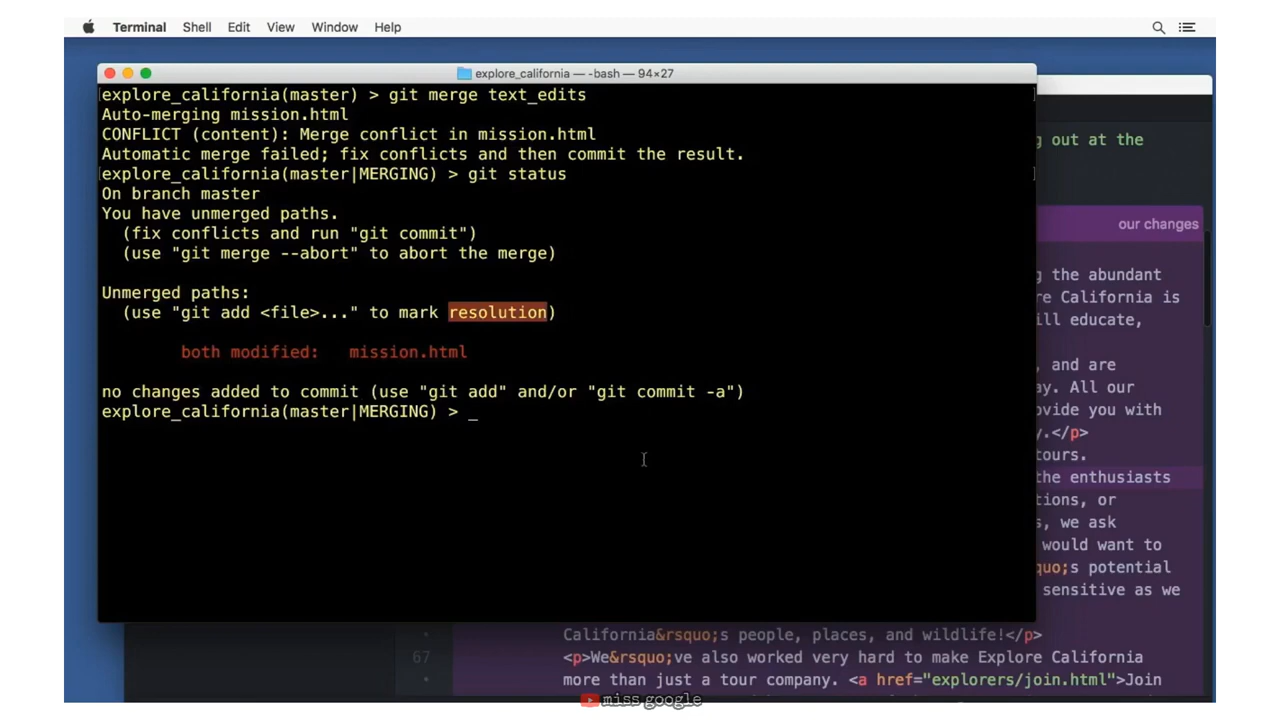 Terminal Shell Edit View Window Help
explore_california — -bash — 94×27
explore_california(master) > git merge text_edits
Auto-merging mission.html
CONFLICT (content): Merge conflict in mission.html
Automatic merge failed; fix conflicts and then commit the result.
explore_california(master|MERGING) > git status
On branch master
You have unmerged paths.
(fix conflicts and run "git commit")
(use "git merge --abort" to abort the merge)
Unmerged paths:
(use "git add <file>..." to mark resolution)
both modified: mission.html
no changes added to commit (use "git add" and/or "git commit -a")
explore_california(master|MERGING) > _
g out at the
our changes
g the abundant
re California is
ill educate,
, and are
ay. All our
ovide you with
y.</p>
tours.
the enthusiasts
tions, or
s, we ask
would want to
quo;s potential
sensitive as we
California&rsquo;s people, places, and wildlife!</p>
67 <p>We&rsquo;ve also worked very hard to make Explore California
more than just a tour company. <a href="explorers/join.html">Join
miss google